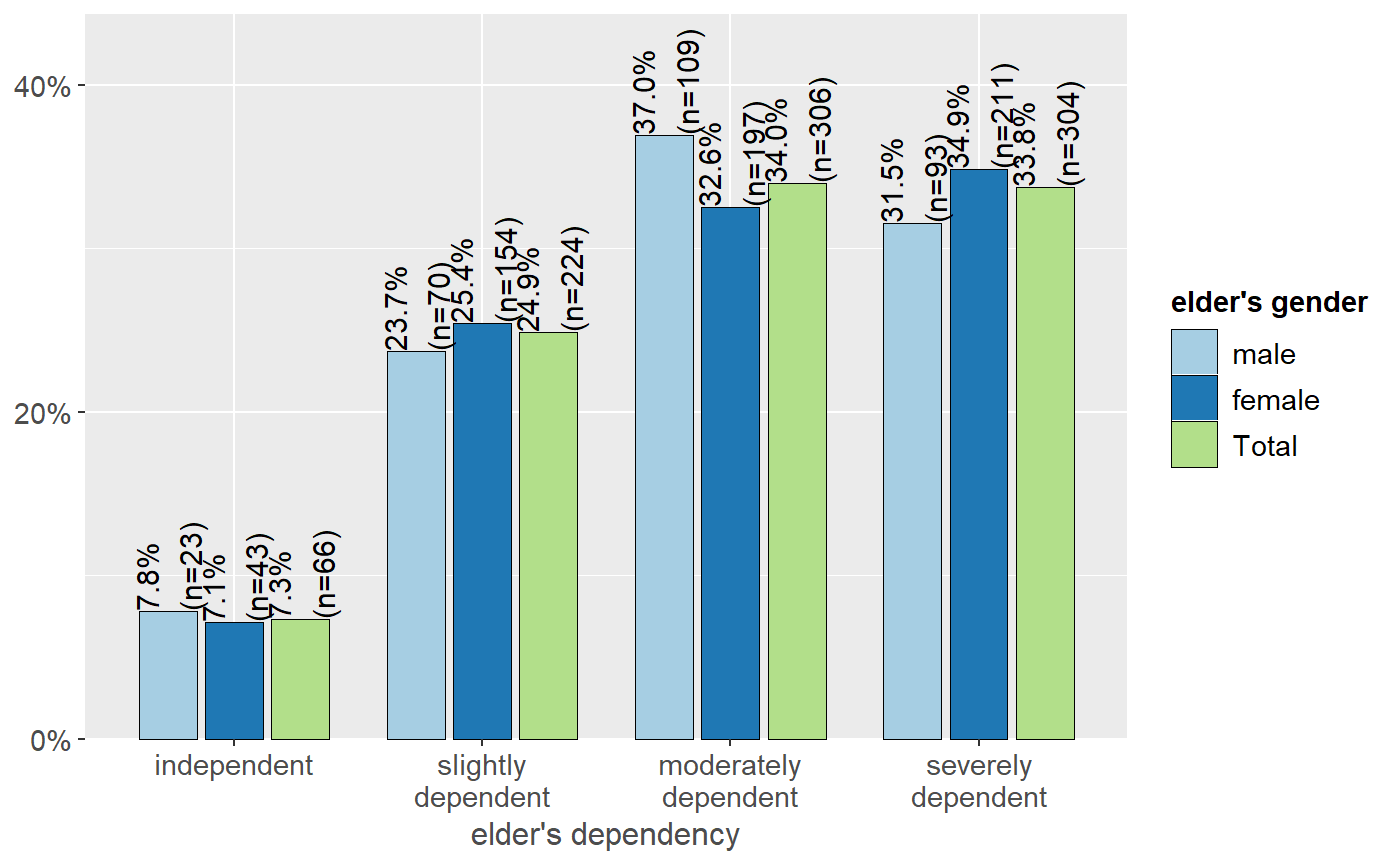 40%
20%
0%
7.8%
(n=23)
7.1%
(n=43)
7.3%
(n=66)
23.7%
(n=70)
25.4%
(n=154)
24.9%
(n=224)
37.0%
(n=109)
32.6%
(n=197)
34.0%
(n=306)
31.5%
(n=93)
34.9%
(n=211)
33.8%
(n=304)
independent
slightly
dependent
moderately
dependent
severely
dependent
elder's dependency
elder's gender
male
female
Total